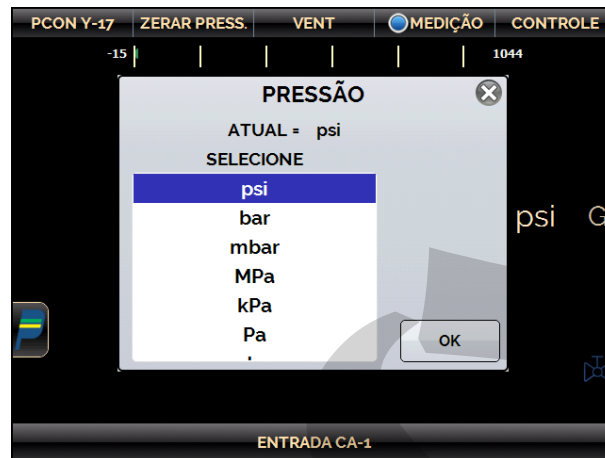 PCON Y-17 ZERAR PRESS. VENT MEDIÇÃO CONTROLE
-15 1044
PRESSÃO
ATUAL = psi
SELECIONE
psi
bar
mbar
MPa
kPa
Pa
psi G
OK
ENTRADA CA-1